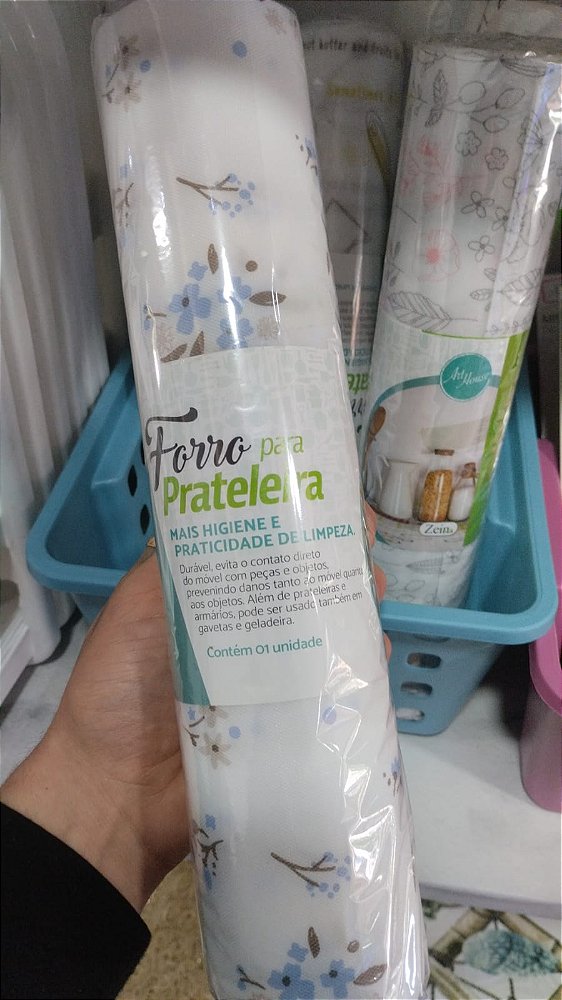 Forro para
Prateleira
MAIS HIGIENE E
PRATICIDADE DE LIMPEZA.
Durável, evita o contato direto
do móvel com peças e objetos,
prevenindo danos tanto ao móvel quanto
aos objetos. Além de prateleiras e
armários, pode ser usado também em
gavetas e geladeira.
Contém 01 unidade
Art
House
Zein